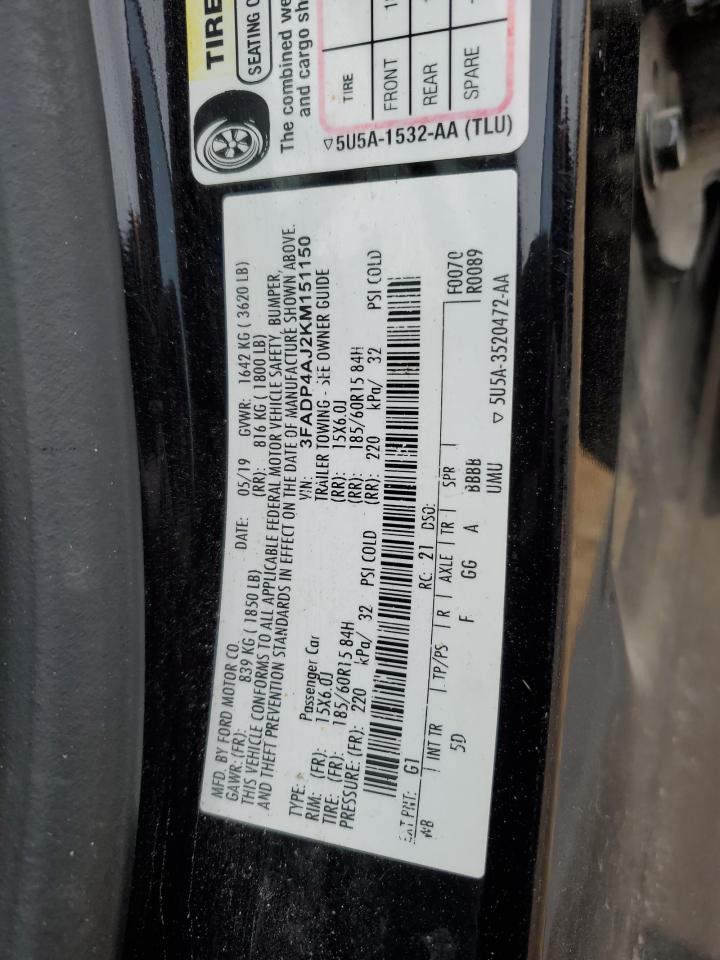 TIRE
SEATING C
The combined we
and cargo sh
TIRE
FRONT
REAR
SPARE
▽5U5A-1532-AA (TLU)
MFD. BY FORD MOTOR CO. DATE: 05/19 GVWR: 1642 KG ( 3620 LB)
GAWR: (FR): 839 KG ( 1850 LB) (RR): 816 KG ( 1800 LB)
THIS VEHICLE CONFORMS TO ALL APPLICABLE FEDERAL MOTOR VEHICLE SAFETY, BUMPER,
AND THEFT PREVENTION STANDARDS IN EFFECT ON THE DATE OF MANUFACTURE SHOWN ABOVE.
VIN: 3FADP4AJ2KM151150
TYPE: Passenger Car TRAILER TOWING - SEE OWNER GUIDE
RIM: (FR): 15X6.0J (RR): 15X6.0J
TIRE: (FR): 185/60R15 84H (RR): 185/60R15 84H
PRESSURE: (FR): 220 kPa/ 32 PSI COLD (RR): 220 kPa/ 32 PSI COLD
EXT PNT: G1 RC: 21 DSO: F0070
WB INT TR TP/PS R AXLE TR SPR R0089
5D F GG A BBBB
UMU
▽ 5U5A-3520472-AA